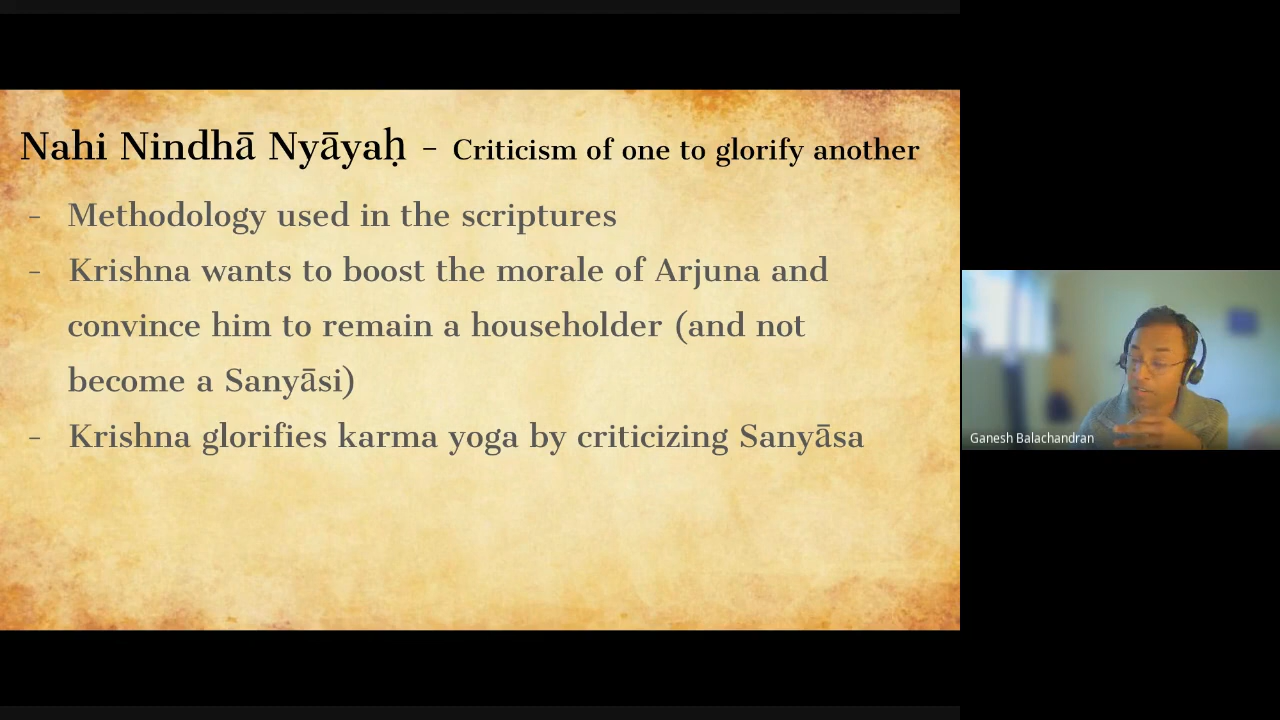 Nahi Nindhā Nyāyaḥ - Criticism of one to glorify another
- Methodology used in the scriptures
- Krishna wants to boost the morale of Arjuna and
convince him to remain a householder (and not
become a Sanyāsi)
- Krishna glorifies karma yoga by criticizing Sanyāsa
Ganesh Balachandran